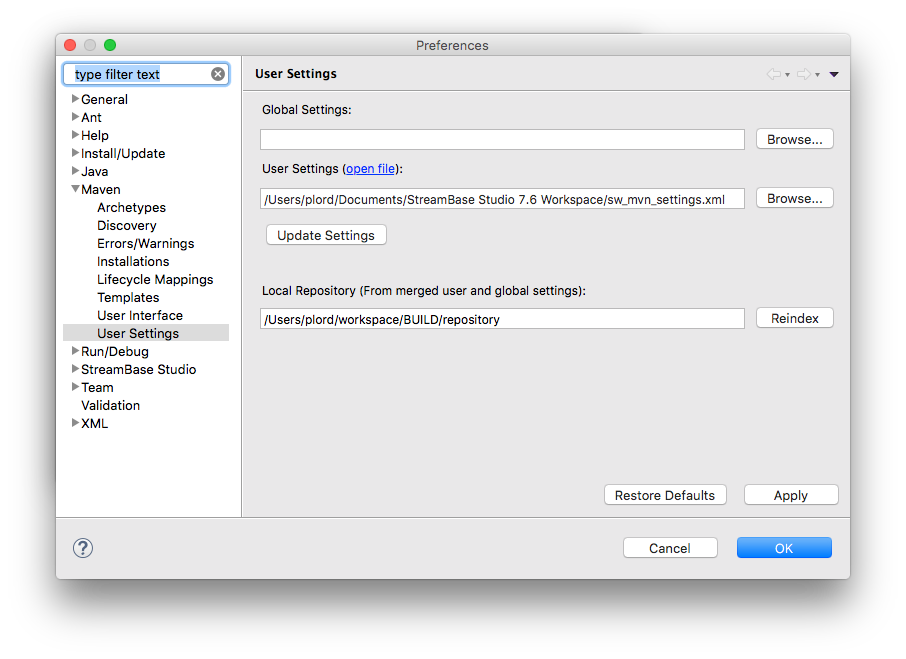 Preferences
type filter text
General
Ant
Help
Install/Update
Java
Maven
Archetypes
Discovery
Errors/Warnings
Installations
Lifecycle Mappings
Templates
User Interface
User Settings
Run/Debug
StreamBase Studio
Team
Validation
XML
User Settings
Global Settings:
Browse...
User Settings (open file):
/Users/plord/Documents/StreamBase Studio 7.6 Workspace/sw_mvn_settings.xml
Browse...
Update Settings
Local Repository (From merged user and global settings):
/Users/plord/workspace/BUILD/repository
Reindex
Restore Defaults
Apply
?
Cancel
OK